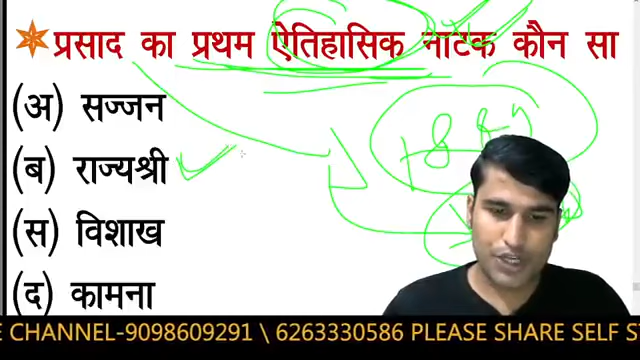 प्रसाद का प्रथम ऐतिहासिक नाटक कौन सा
(अ) सज्जन
(ब) राज्यश्री
(स) विशाख
(द) कामना
CHANNEL-9098609291 \ 6263330586 PLEASE SHARE SELF